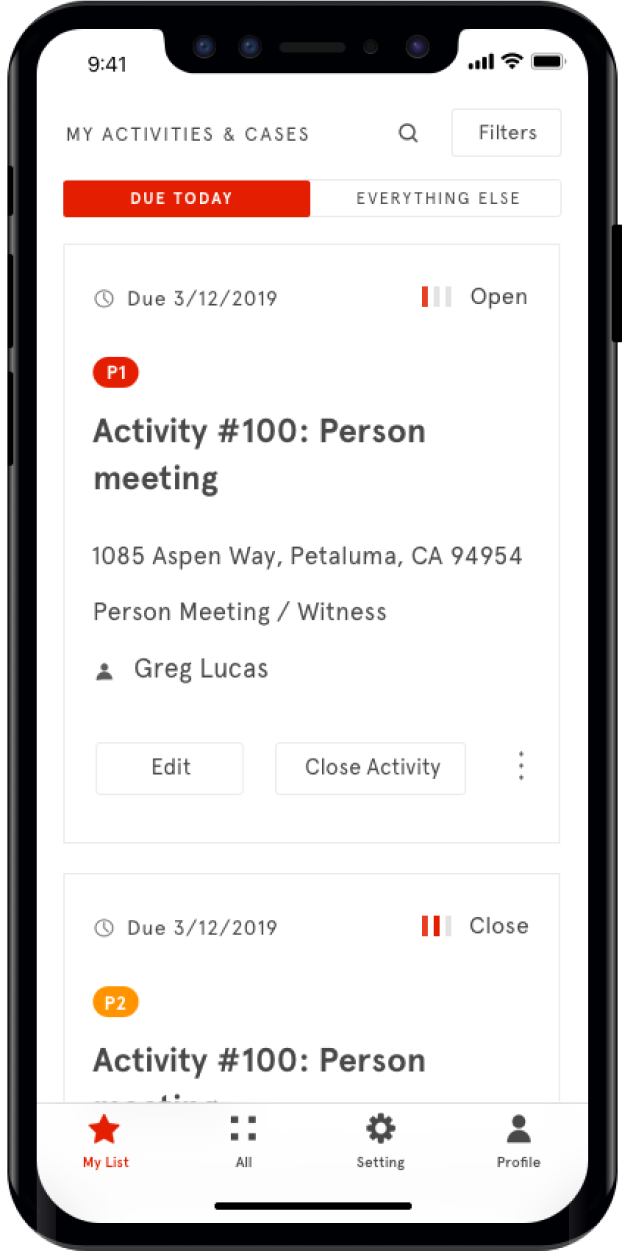 9:41
MY ACTIVITIES & CASES
Filters
DUE TODAY
EVERYTHING ELSE
Due 3/12/2019
Open
P1
Activity #100: Person
meeting
1085 Aspen Way, Petaluma, CA 94954
Person Meeting / Witness
Greg Lucas
Edit
Close Activity
Due 3/12/2019
Close
P2
Activity #100: Person
meeting
My List
All
Setting
Profile